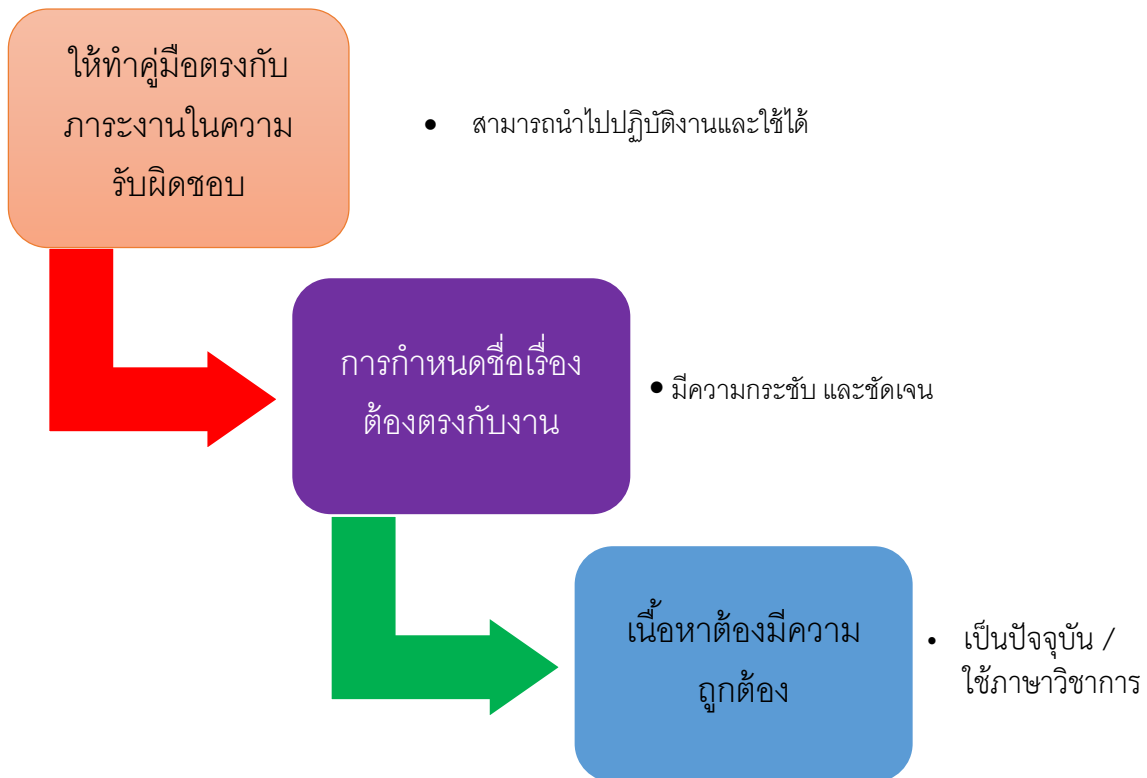 ให้ทำคู่มือตรงกับ
ภาระงานในความ
รับผิดชอบ
• สามารถนำไปปฏิบัติงานและใช้ได้
การกำหนดชื่อเรื่อง
ต้องตรงกับงาน
• มีความกระชับ และชัดเจน
เนื้อหาต้องมีความ
ถูกต้อง
• เป็นปัจจุบัน /
ใช้ภาษาวิชาการ